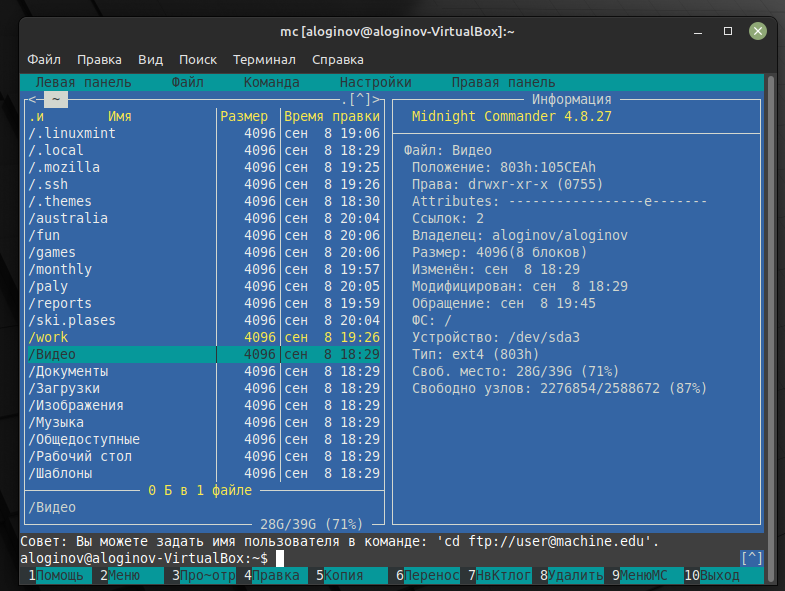 mc [aloginov@aloginov-VirtualBox]:~
Файл Правка Вид Поиск Терминал Справка
Левая панель Файл Команда Настройки Правая панель
<─ ~ ─.[^]>
.и Имя Размер Время правки
/.linuxmint 4096 сен 8 19:06
/.local 4096 сен 8 18:29
/.mozilla 4096 сен 8 19:25
/.ssh 4096 сен 8 19:26
/.themes 4096 сен 8 18:30
/australia 4096 сен 8 20:04
/fun 4096 сен 8 20:06
/games 4096 сен 8 20:06
/monthly 4096 сен 8 19:57
/paly 4096 сен 8 20:05
/reports 4096 сен 8 19:59
/ski.plases 4096 сен 8 20:04
/work 4096 сен 8 19:26
/Видео 4096 сен 8 18:29
/Документы 4096 сен 8 18:29
/Загрузки 4096 сен 8 18:29
/Изображения 4096 сен 8 18:29
/Музыка 4096 сен 8 18:29
/Общедоступные 4096 сен 8 18:29
/Рабочий стол 4096 сен 8 18:29
/Шаблоны 4096 сен 8 18:29
0 Б в 1 файле
/Видео
28G/39G (71%)
Информация
Midnight Commander 4.8.27
Файл: Видео
Положение: 803h:105CEAh
Права: drwxr-xr-x (0755)
Attributes: -----------------e-------
Ссылок: 2
Владелец: aloginov/aloginov
Размер: 4096(8 блоков)
Изменён: сен 8 18:29
Модифицирован: сен 8 18:29
Обращение: сен 8 19:45
ФС: /
Устройство: /dev/sda3
Тип: ext4 (803h)
Своб. место: 28G/39G (71%)
Свободно узлов: 2276854/2588672 (87%)
Совет: Вы можете задать имя пользователя в команде: 'cd ftp://user@machine.edu'.
aloginov@aloginov-VirtualBox:~$ [^]
1Помощь 2Меню 3Про~отр 4Правка 5Копия 6Перенос 7НвКтлог 8Удалить 9МенюМС 10Выход